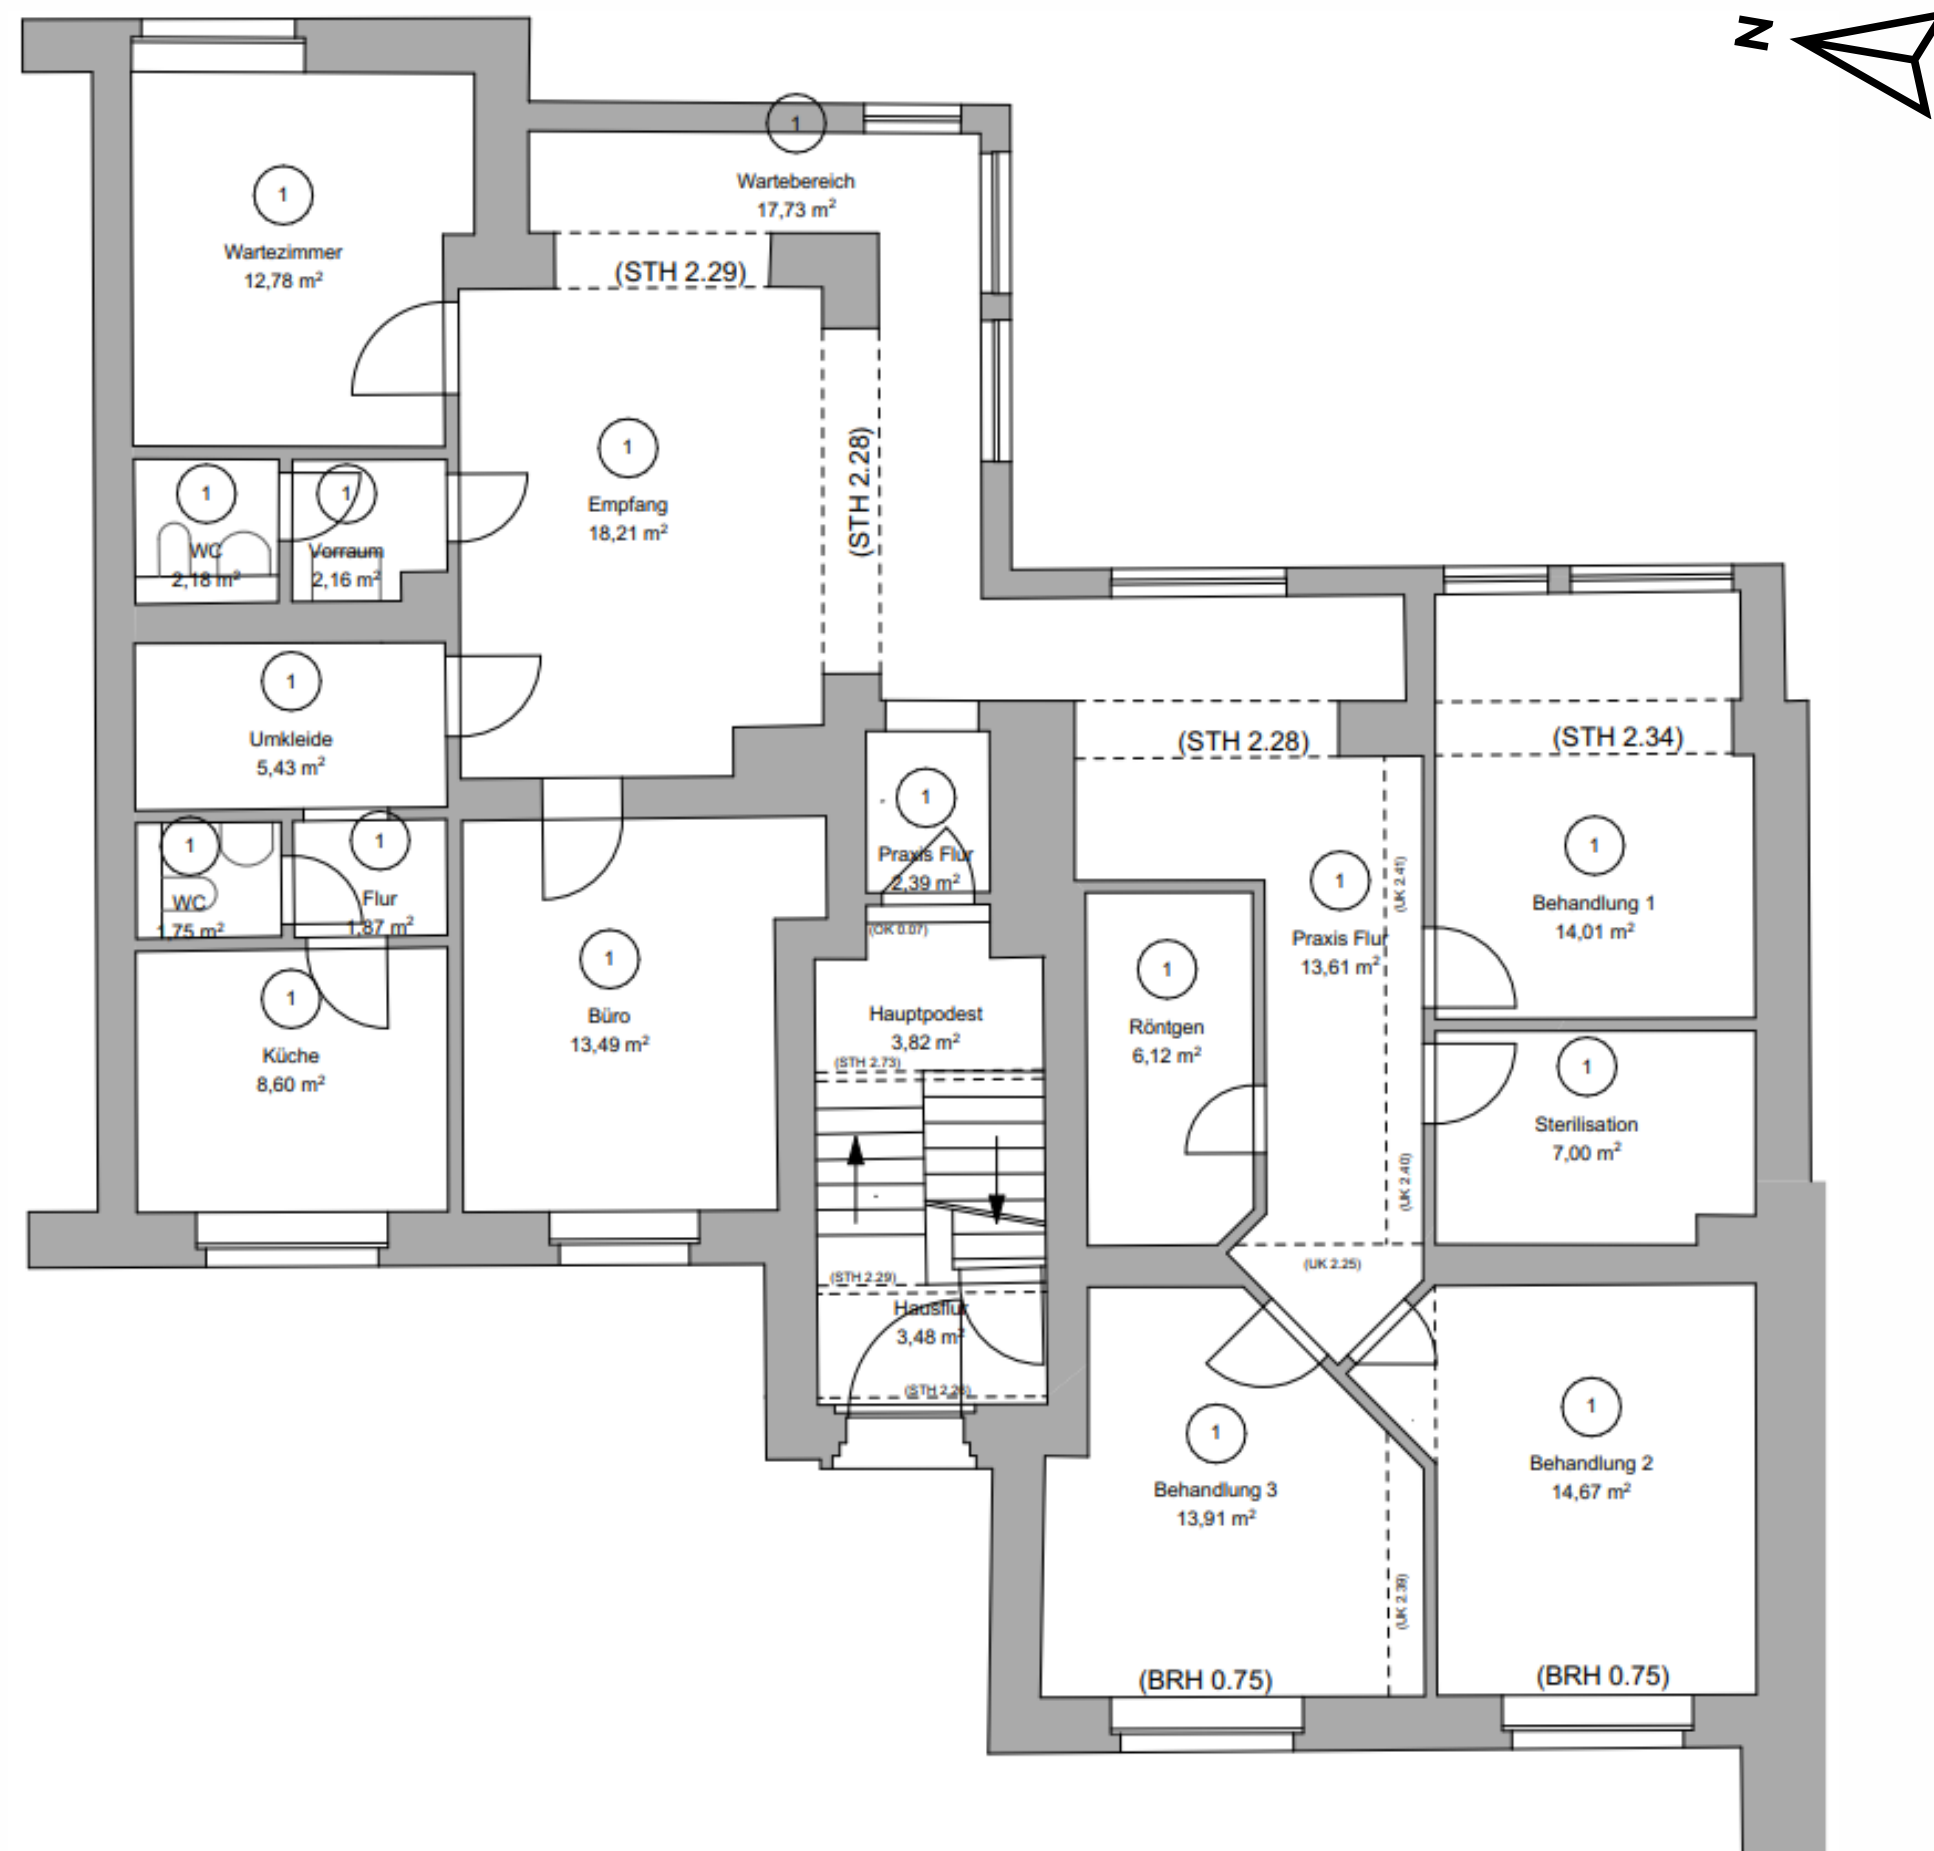 N
1
Wartebereich
17,73 m²
1
Wartezimmer
12,78 m²
(STH 2.29)
1
Empfang
18,21 m²
(STH 2.28)
1
WC
2,18 m²
1
Vorraum
2,16 m²
1
Umkleide
5,43 m²
(STH 2.28)
(STH 2.34)
1
Praxis Flur
2,39 m²
(OK 0.07)
1
WC
1,75 m²
1
Flur
1,87 m²
1
Praxis Flur
13,61 m²
(UK 2.41)
1
Behandlung 1
14,01 m²
1
Küche
8,60 m²
1
Büro
13,49 m²
Hauptpodest
3,82 m²
(STH 2.73)
1
Röntgen
6,12 m²
1
Sterilisation
7,00 m²
(UK 2.40)
(UK 2.25)
(STH 2.29)
Hausflur
3,48 m²
(STH 2.26)
1
Behandlung 3
13,91 m²
1
Behandlung 2
14,67 m²
(UK 2.39)
(BRH 0.75)
(BRH 0.75)